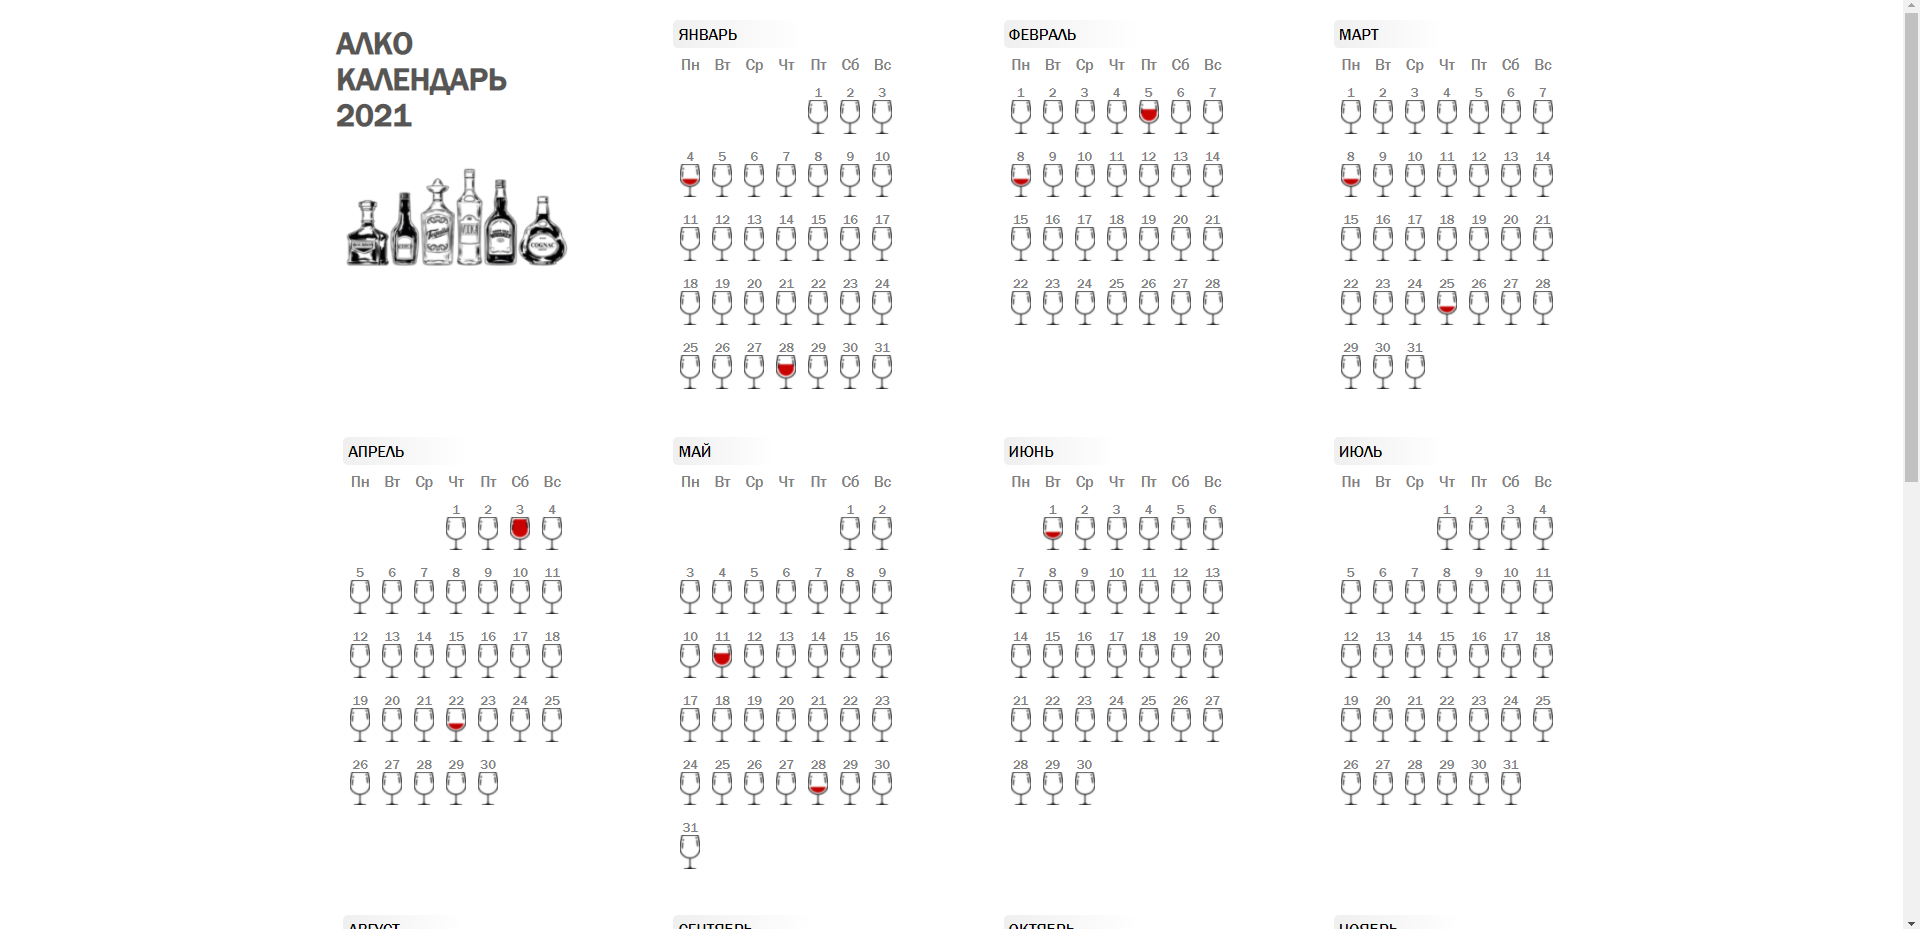 АЛКО
КАЛЕНДАРЬ
2021
VODKA
COGNAC
ЯНВАРЬ
Пн Вт Ср Чт Пт Сб Вс
1 2 3
4 5 6 7 8 9 10
11 12 13 14 15 16 17
18 19 20 21 22 23 24
25 26 27 28 29 30 31
ФЕВРАЛЬ
Пн Вт Ср Чт Пт Сб Вс
1 2 3 4 5 6 7
8 9 10 11 12 13 14
15 16 17 18 19 20 21
22 23 24 25 26 27 28
МАРТ
Пн Вт Ср Чт Пт Сб Вс
1 2 3 4 5 6 7
8 9 10 11 12 13 14
15 16 17 18 19 20 21
22 23 24 25 26 27 28
29 30 31
АПРЕЛЬ
Пн Вт Ср Чт Пт Сб Вс
1 2 3 4
5 6 7 8 9 10 11
12 13 14 15 16 17 18
19 20 21 22 23 24 25
26 27 28 29 30
МАЙ
Пн Вт Ср Чт Пт Сб Вс
1 2
3 4 5 6 7 8 9
10 11 12 13 14 15 16
17 18 19 20 21 22 23
24 25 26 27 28 29 30
31
ИЮНЬ
Пн Вт Ср Чт Пт Сб Вс
1 2 3 4 5 6
7 8 9 10 11 12 13
14 15 16 17 18 19 20
21 22 23 24 25 26 27
28 29 30
ИЮЛЬ
Пн Вт Ср Чт Пт Сб Вс
1 2 3 4
5 6 7 8 9 10 11
12 13 14 15 16 17 18
19 20 21 22 23 24 25
26 27 28 29 30 31
АВГУСТ
СЕНТЯБРЬ
ОКТЯБРЬ
НОЯБРЬ